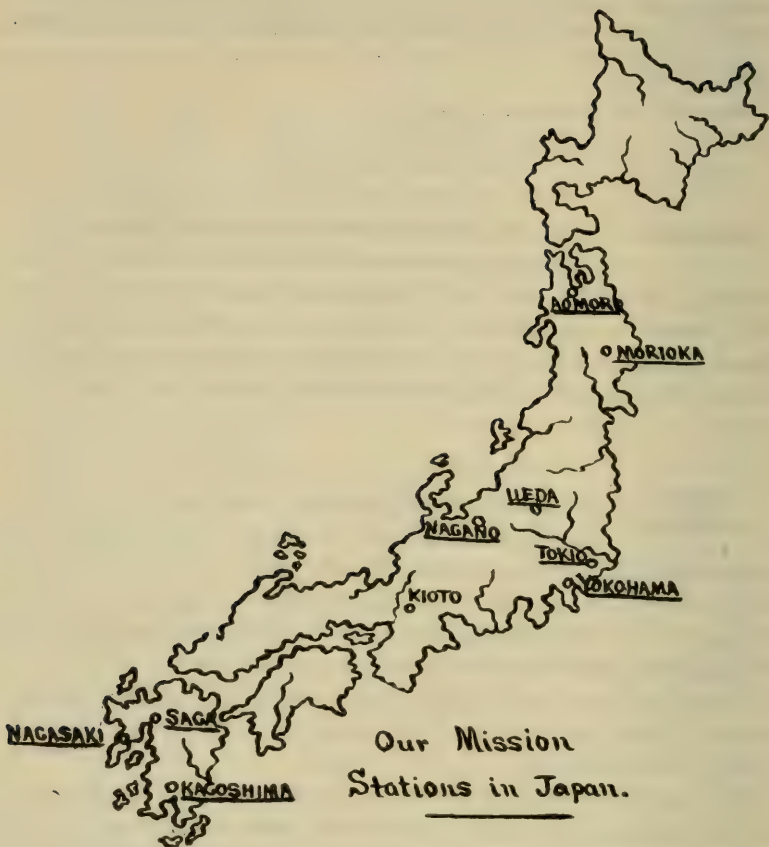 AOMORI
MORIOKA
UEDA
NAGANO
TOKIO
YOKOHAMA
KIOTO
SAGA
NAGASAKI
KAGOSHIMA
Our Mission
Stations in Japan.